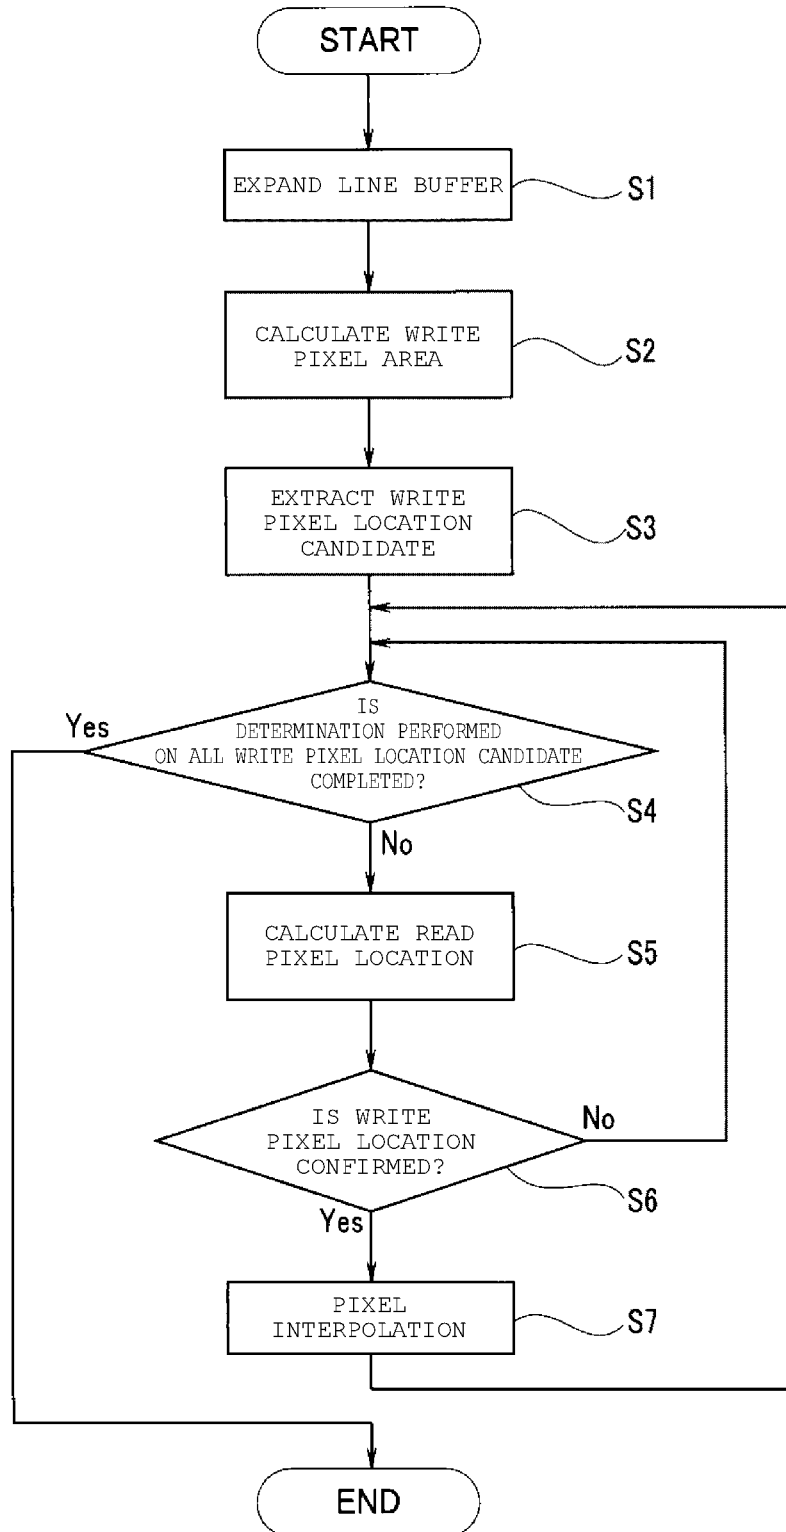 START
EXPAND LINE BUFFER
S1
CALCULATE WRITE
PIXEL AREA
S2
EXTRACT WRITE
PIXEL LOCATION
CANDIDATE
S3
Yes
IS
DETERMINATION PERFORMED
ON ALL WRITE PIXEL LOCATION CANDIDATE
COMPLETED?
S4
No
CALCULATE READ
PIXEL LOCATION
S5
IS WRITE
PIXEL LOCATION
CONFIRMED?
No
S6
Yes
PIXEL
INTERPOLATION
S7
END